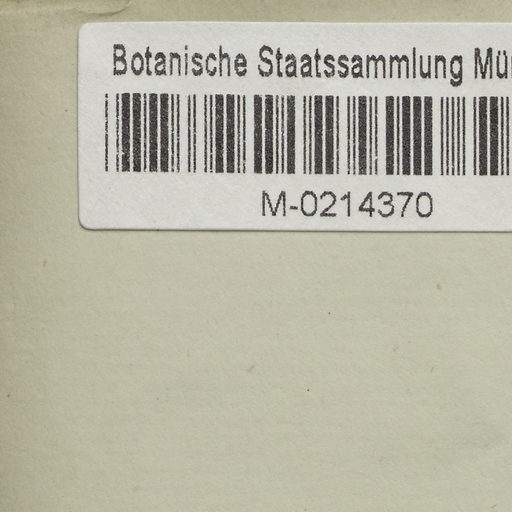 Botanische Staatssammlung Mü
M-0214370